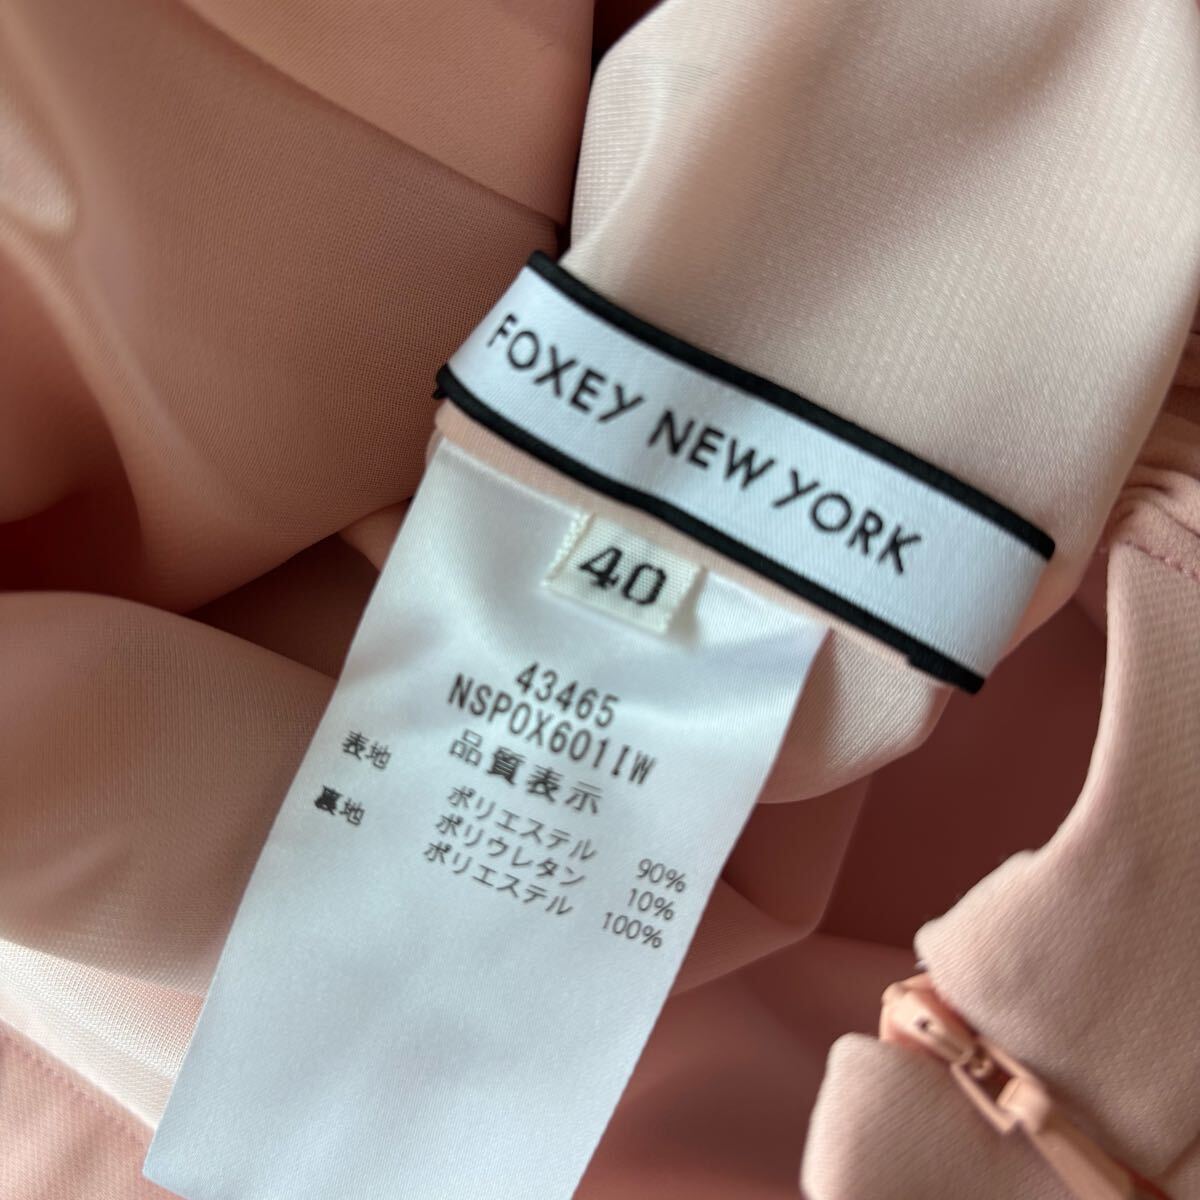 FOXEY NEW YORK
40
43465
NSPOX601IW
品質表示
表地 ポリエステル 90%
ポリウレタン 10%
裏地 ポリエステル 100%